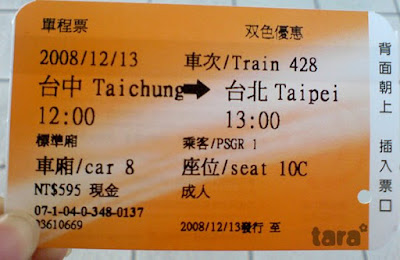 單程票 双色優惠
2008/12/13 車次/Train 428
台中 Taichung → 台北 Taipei
12:00 13:00
標準廂 乘客/PSGR 1
車廂/car 8 座位/seat 10C
NT$595 現金 成人
07-1-04-0-348-0137
03610669 2008/12/13發行 至
tara
背面朝上 插入票口